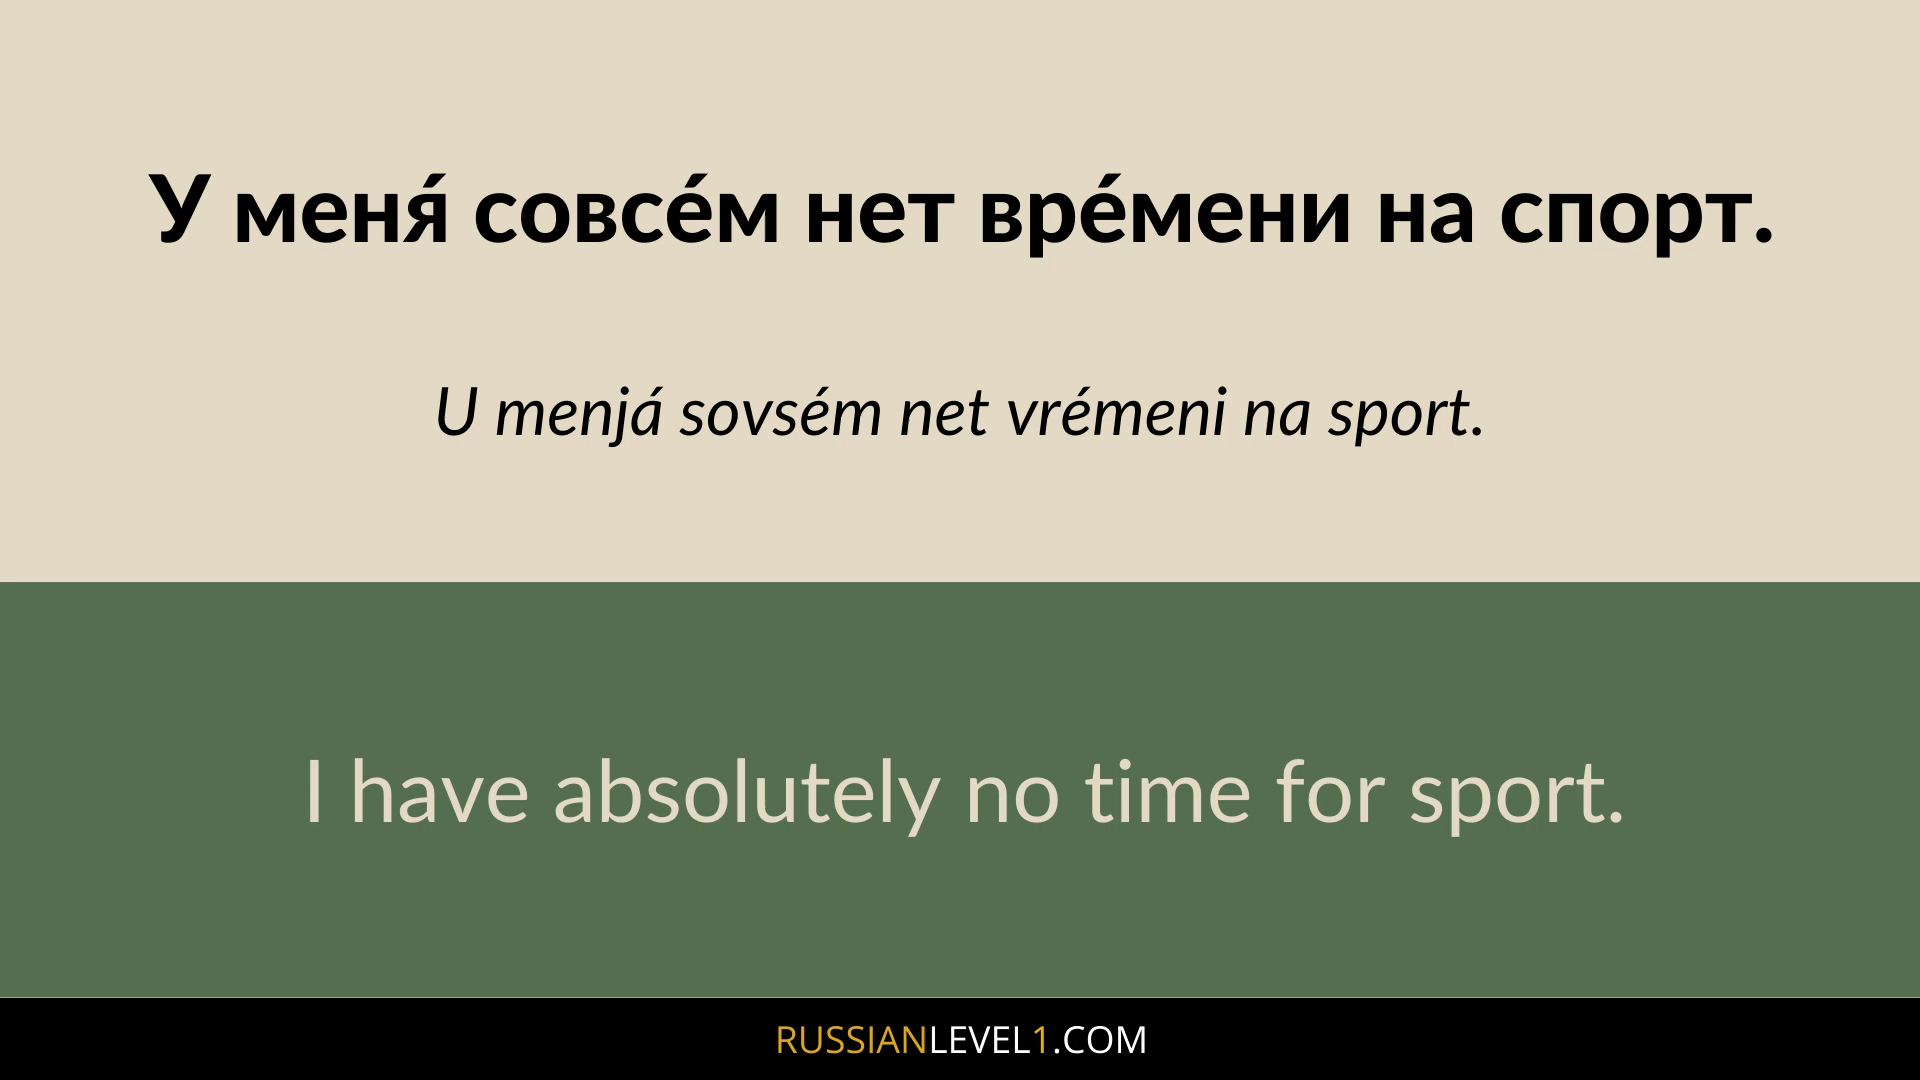 У меня́ совсе́м нет вре́мени на спорт.
U menjá sovsém net vrémeni na sport.
I have absolutely no time for sport.
RUSSIANLEVEL1.COM